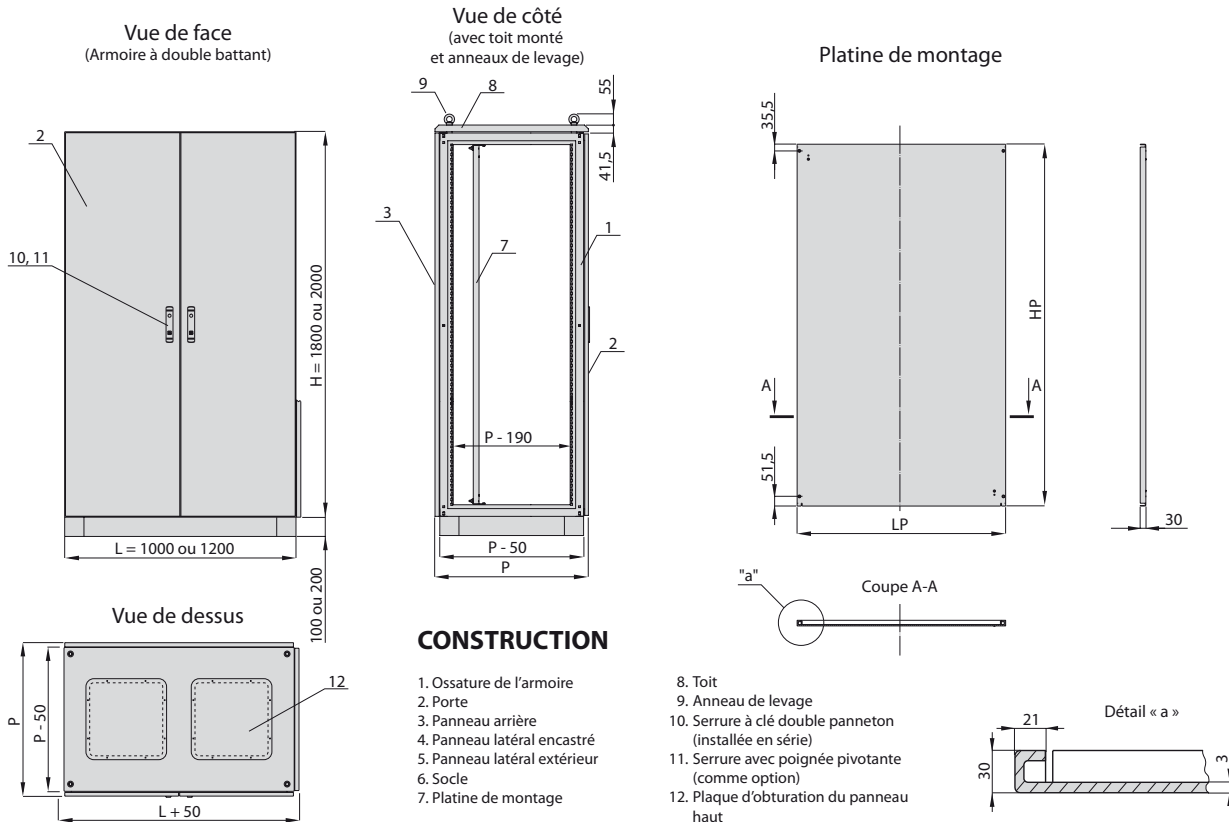 Vue de face
(Armoire à double battant)
2
10, 11
H = 1800 ou 2000
L = 1000 ou 1200
100 ou 200
Vue de côté
(avec toit monté
et anneaux de levage)
9
8
55
41,5
3
7
1
2
P - 190
P - 50
P
Platine de montage
35,5
HP
A
A
51,5
LP
30
"a"
Coupe A-A
Vue de dessus
12
P
P - 50
L + 50
CONSTRUCTION
1. Ossature de l’armoire
2. Porte
3. Panneau arrière
4. Panneau latéral encastré
5. Panneau latéral extérieur
6. Socle
7. Platine de montage
8. Toit
9. Anneau de levage
10. Serrure à clé double panneton
(installée en série)
11. Serrure avec poignée pivotante
(comme option)
12. Plaque d’obturation du panneau
haut
Détail « a »
21
30
3